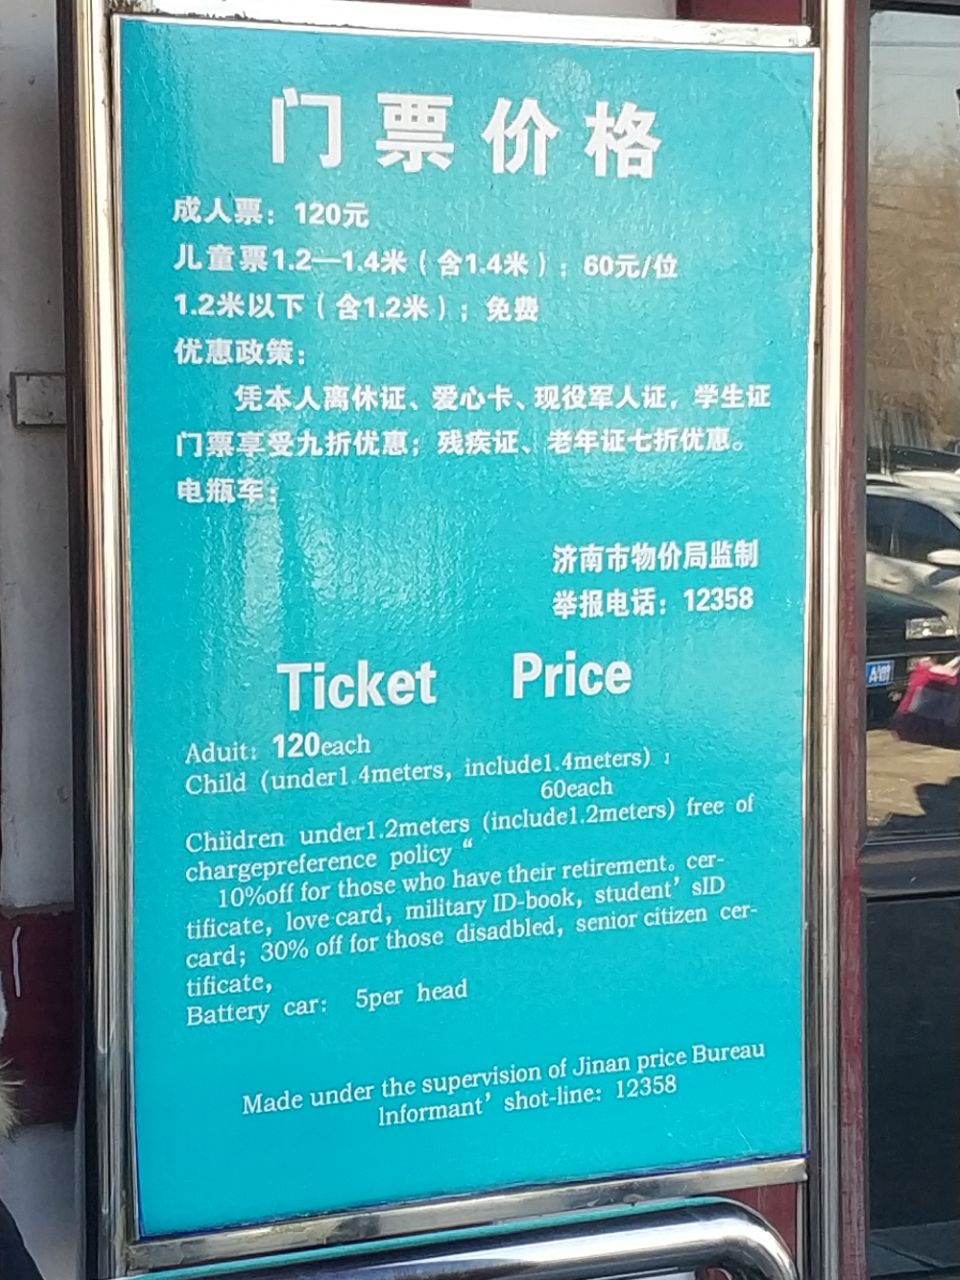 门票价格
成人票：120元
儿童票1.2—1.4米（含1.4米）；60元/位
1.2米以下（含1.2米）；免费
优惠政策：
凭本人离休证、爱心卡、现役军人证，学生证
门票享受九折优惠；残疾证、老年证七折优惠。
电瓶车：
济南市物价局监制
举报电话：12358
Ticket Price
Aduit: 120each
Child (under1.4meters, include1.4meters) ;
60each
Chiidren under1.2meters (include1.2meters) free of
chargepreference policy “
10%off for those who have their retirement。cer-
tificate, love card, military ID-book, student’ sID
card; 30% off for those disadbled, senior citizen cer-
tificate,
Battery car: 5per head
Made under the supervision of Jinan price Bureau
lnformant’ shot-line: 12358